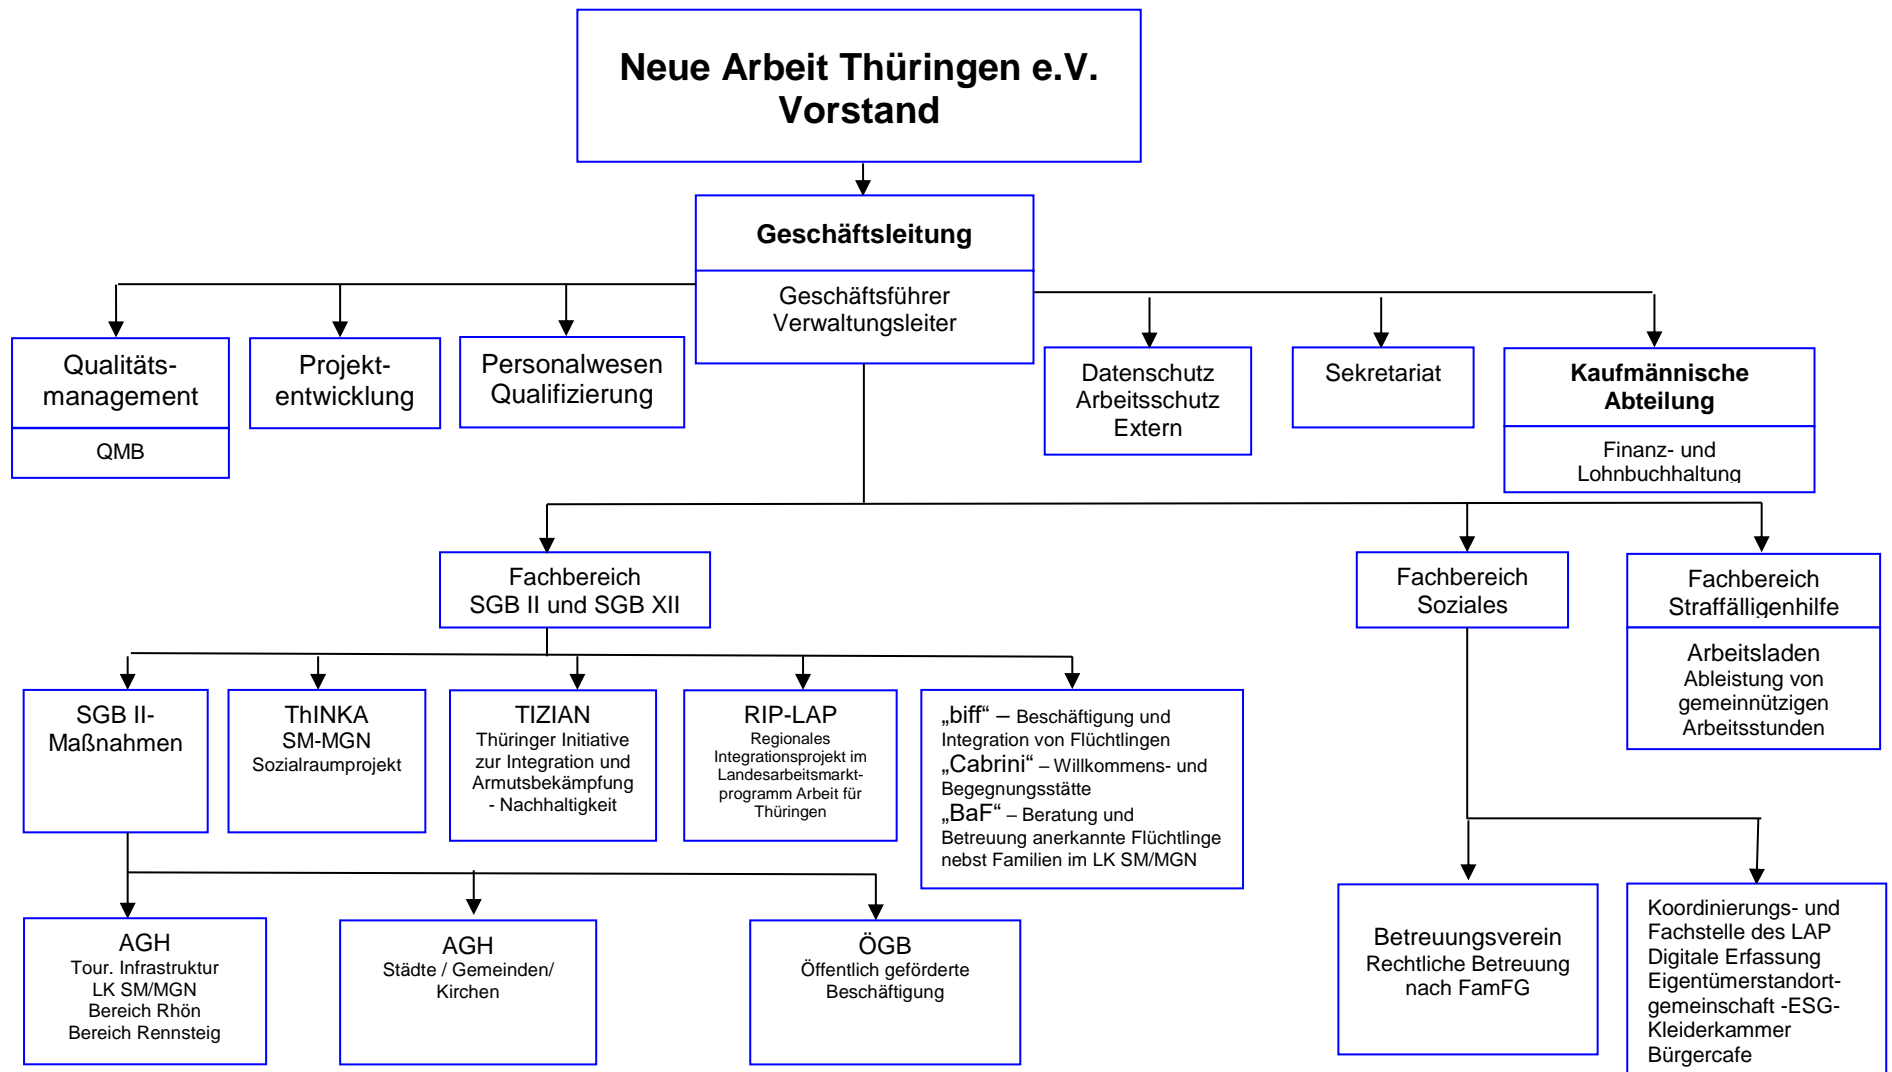 Neue Arbeit Thüringen e.V.
Vorstand
Geschäftsleitung
Geschäftsführer
Verwaltungsleiter
Qualitäts-
management
QMB
Projekt-
entwicklung
Personalwesen
Qualifizierung
Datenschutz
Arbeitsschutz
Extern
Sekretariat
Kaufmännische
Abteilung
Finanz- und
Lohnbuchhaltung
Fachbereich
SGB II und SGB XII
Fachbereich
Soziales
Fachbereich
Straffälligenhilfe
Arbeitsladen
Ableistung von
gemeinnützigen
Arbeitsstunden
SGB II-
Maßnahmen
ThINKA
SM-MGN
Sozialraumprojekt
TIZIAN
Thüringer Initiative
zur Integration und
Armutsbekämpfung
- Nachhaltigkeit
RIP-LAP
Regionales
Integrationsprojekt im
Landesarbeitsmarkt-
programm Arbeit für
Thüringen
„biff“ – Beschäftigung und
Integration von Flüchtlingen
„Cabrini“ – Willkommens- und
Begegnungsstätte
„BaF“ – Beratung und
Betreuung anerkannte Flüchtlinge
nebst Familien im LK SM/MGN
AGH
Tour. Infrastruktur
LK SM/MGN
Bereich Rhön
Bereich Rennsteig
AGH
Städte / Gemeinden/
Kirchen
ÖGB
Öffentlich geförderte
Beschäftigung
Betreuungsverein
Rechtliche Betreuung
nach FamFG
Koordinierungs- und
Fachstelle des LAP
Digitale Erfassung
Eigentümerstandort-
gemeinschaft -ESG-
Kleiderkammer
Bürgercafe